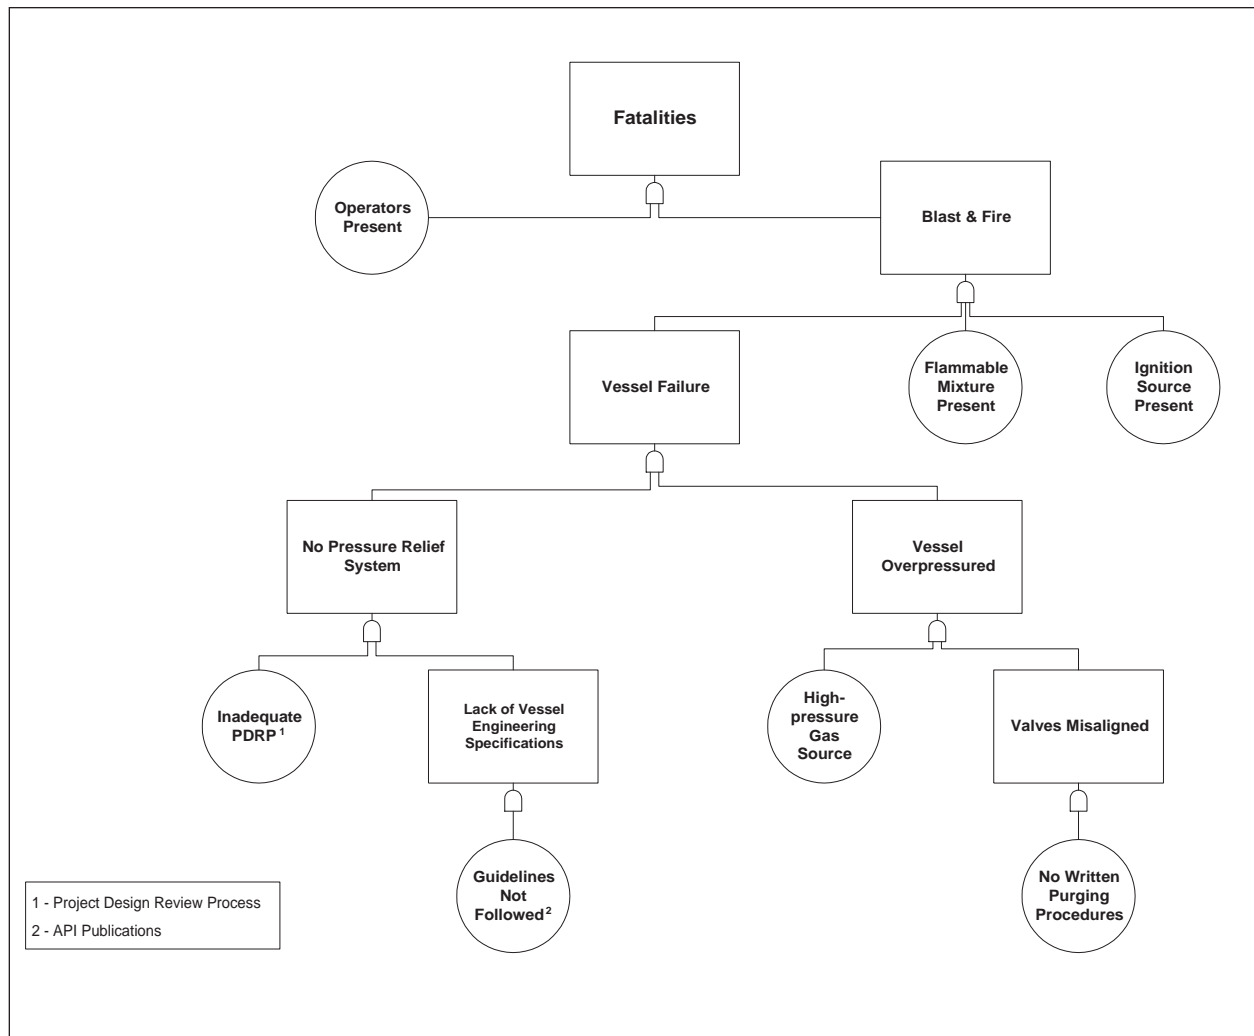 Fatalities
Operators
Present
Blast & Fire
Vessel Failure
Flammable
Mixture
Present
Ignition
Source
Present
No Pressure Relief
System
Vessel
Overpressured
Inadequate
PDRP 1
Lack of Vessel
Engineering
Specifications
High-
pressure
Gas
Source
Valves Misaligned
Guidelines
Not
Followed 2
No Written
Purging
Procedures
1 - Project Design Review Process
2 - API Publications